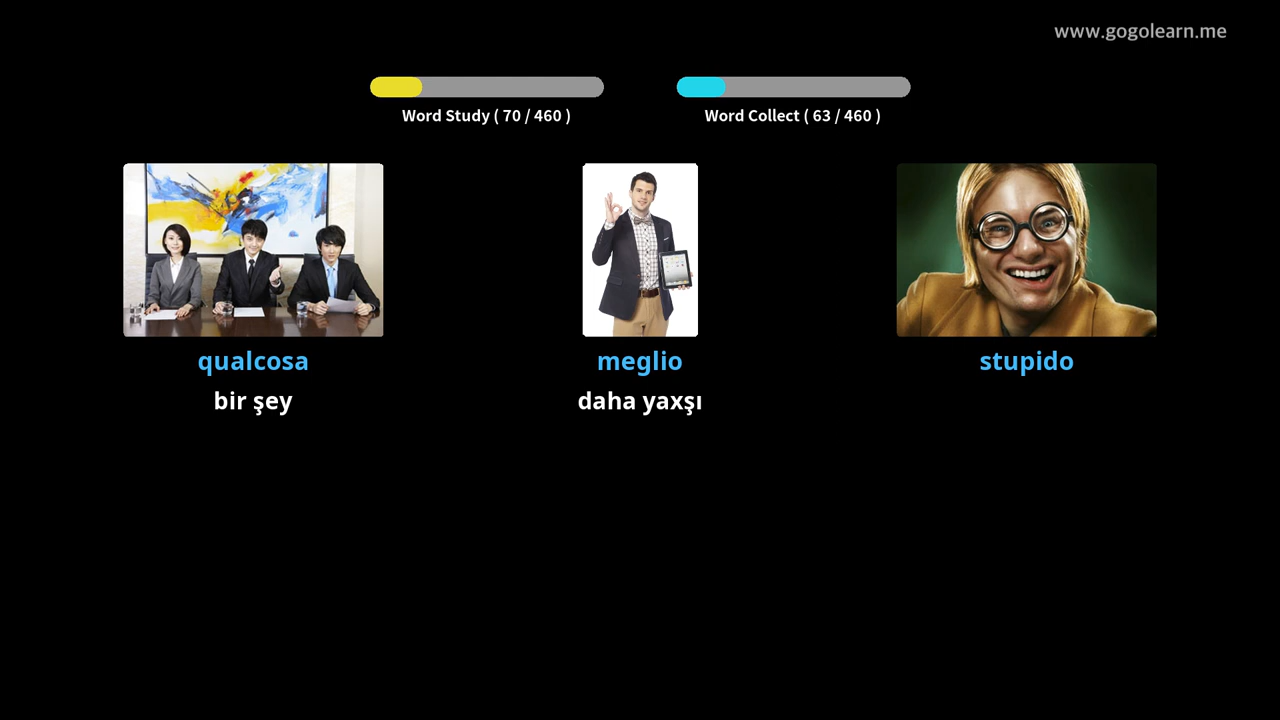 www.gogolearn.me
Word Study ( 70 / 460 )
Word Collect ( 63 / 460 )
qualcosa
meglio
stupido
bir şey
daha yaxşı